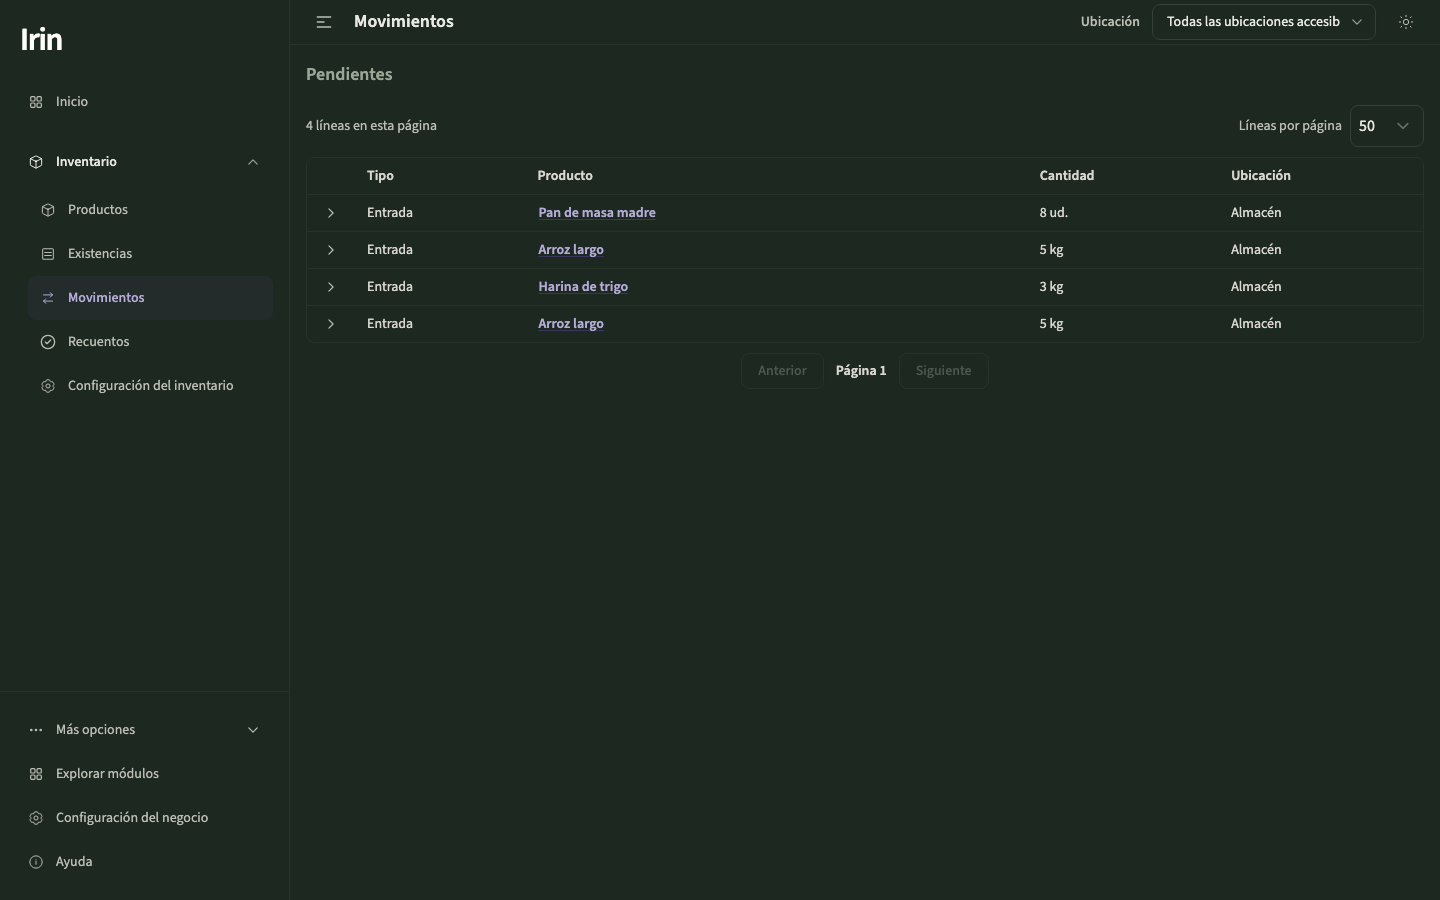 Irin
Inicio
Inventario
Productos
Existencias
Movimientos
Recuentos
Configuración del inventario
Más opciones
Explorar módulos
Configuración del negocio
Ayuda
Movimientos
Ubicación
Todas las ubicaciones accesib
Pendientes
4 líneas en esta página
Líneas por página 50
Tipo Producto Cantidad Ubicación
Entrada Pan de masa madre 8 ud. Almacén
Entrada Arroz largo 5 kg Almacén
Entrada Harina de trigo 3 kg Almacén
Entrada Arroz largo 5 kg Almacén
Anterior Página 1 Siguiente